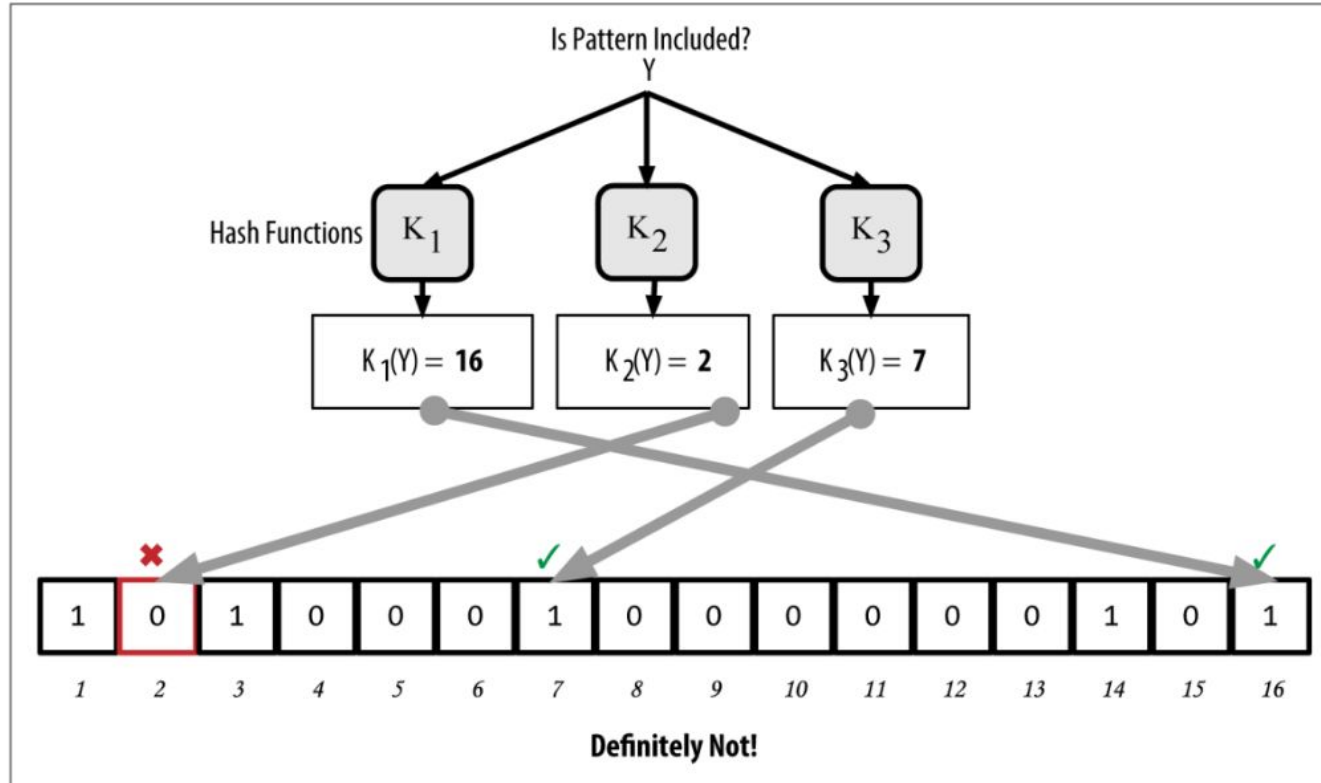 Is Pattern Included?
Y
Hash Functions
K1
K2
K3
K1(Y) = 16
K2(Y) = 2
K3(Y) = 7
✖ ✓ ✓
1 0 1 0 0 0 1 0 0 0 0 0 0 1 0 1
1 2 3 4 5 6 7 8 9 10 11 12 13 14 15 16
Definitely Not!